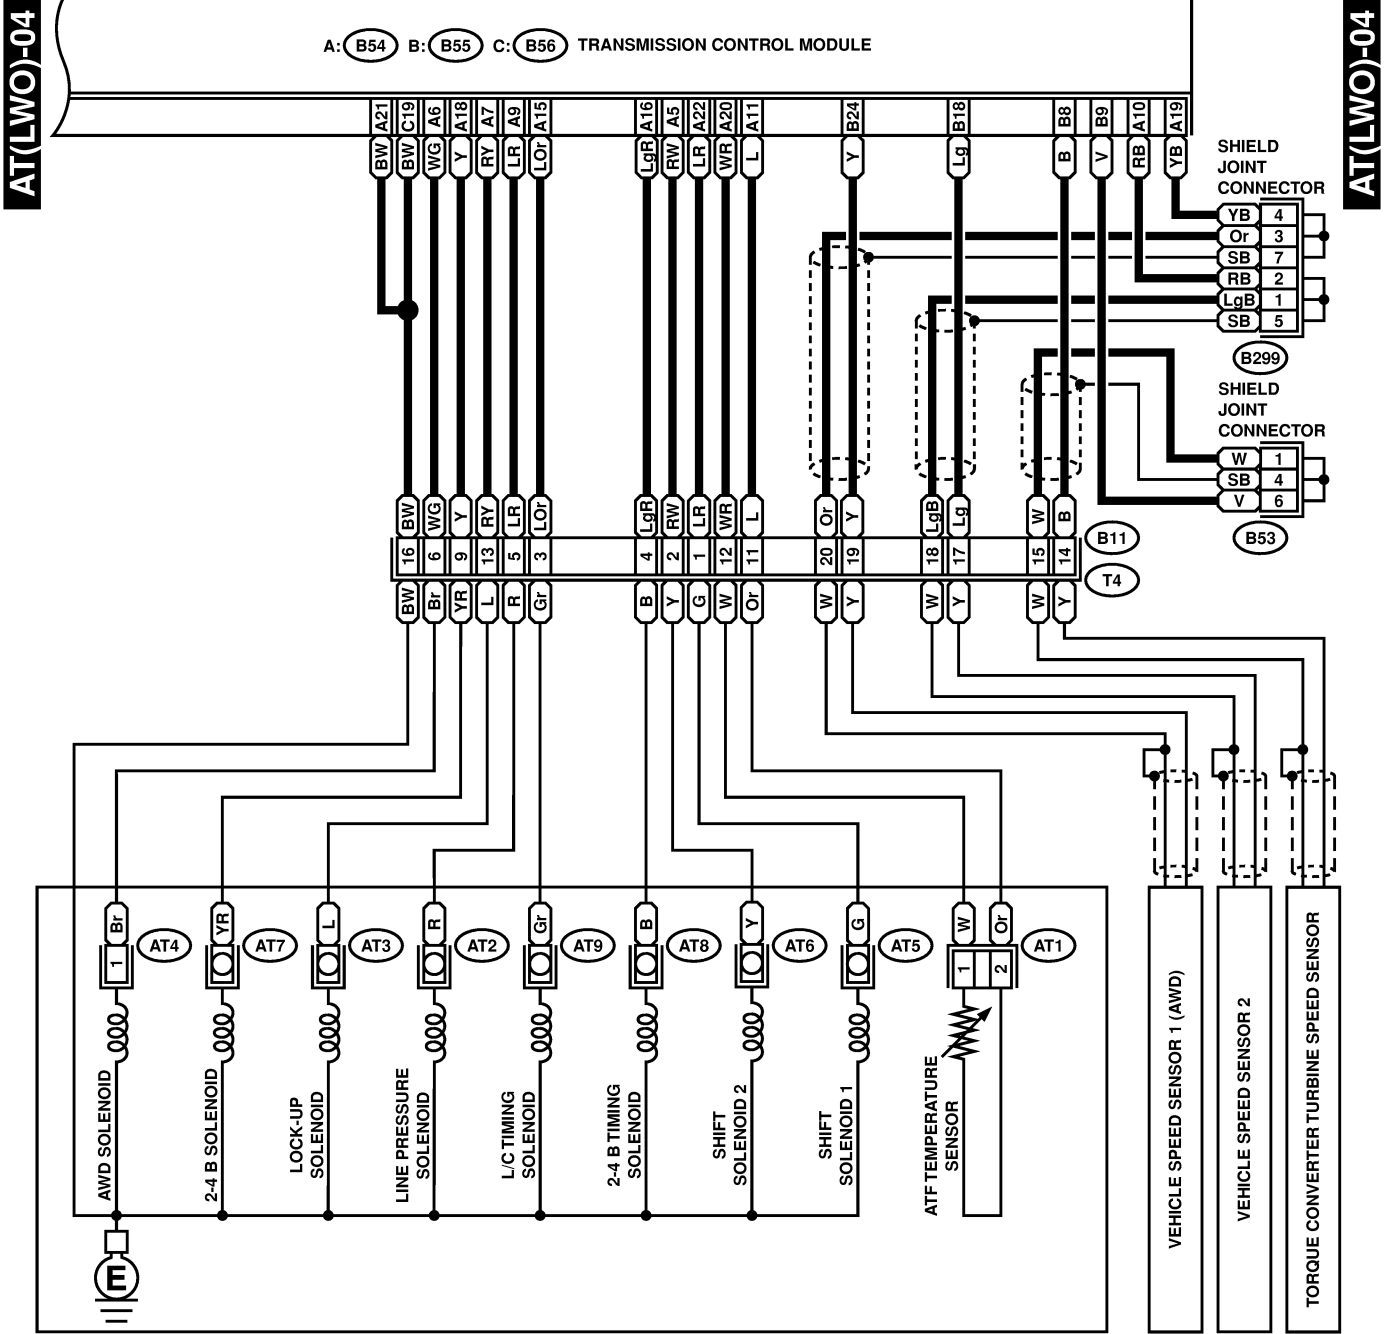 AT(LWO)-04
A: B54 B: B55 C: B56 TRANSMISSION CONTROL MODULE
AT(LWO)-04
A21 C19 A6 A18 A7 A9 A15 A16 A5 A22 A20 A11 B24 B18 B8 B9 A10 A19
BW BW WG Y RY LR LOr LgR RW LR WR L Y Lg B V RB YB
SHIELD
JOINT
CONNECTOR
YB 4
Or 3
SB 7
RB 2
LgB 1
SB 5
B299
SHIELD
JOINT
CONNECTOR
W 1
SB 4
V 6
B53
BW WG Y RY LR LOr LgR RW LR WR L Or Y LgB Lg W B
B11
16 6 9 13 5 3 4 2 1 12 11 20 19 18 17 15 14
T4
BW Br YR L R Gr B Y G W Or W Y W Y W Y
Br YR L R Gr B Y G W Or
AT4 AT7 AT3 AT2 AT9 AT8 AT6 AT5 AT1
1 1 2
AWD SOLENOID
2-4 B SOLENOID
LOCK-UP
SOLENOID
LINE PRESSURE
SOLENOID
L/C TIMING
SOLENOID
2-4 B TIMING
SOLENOID
SHIFT
SOLENOID 2
SHIFT
SOLENOID 1
ATF TEMPERATURE
SENSOR
VEHICLE SPEED SENSOR 1 (AWD)
VEHICLE SPEED SENSOR 2
TORQUE CONVERTER TURBINE SPEED SENSOR
E